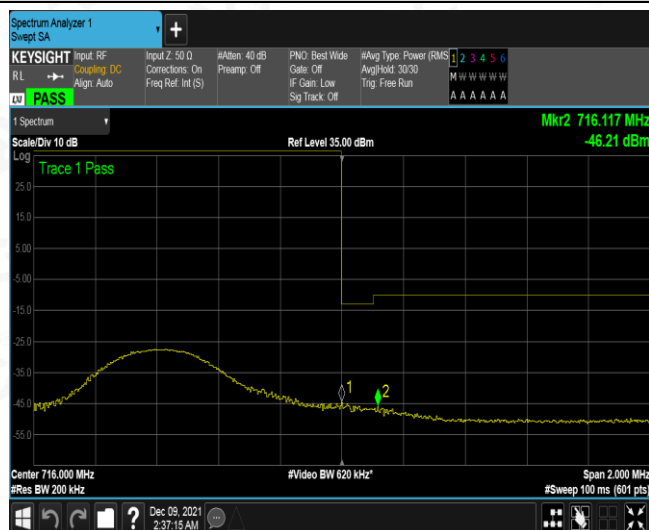 Spectrum Analyzer 1
Swept SA
+
KEYSIGHT Input: RF Input Z: 50 Ω #Atten: 40 dB PNO: Best Wide #Avg Type: Power (RMS 1 2 3 4 5 6
RL Coupling: DC Corrections: On Preamp: Off Gate: Off Avg|Hold: 30/30 M W W W W W
Align: Auto Freq Ref: Int (S) IF Gain: Low Trig: Free Run
LXI PASS Sig Track: Off A A A A A A
1 Spectrum Mkr2 716.117 MHz
Scale/Div 10 dB Ref Level 35.00 dBm -46.21 dBm
Log
Trace 1 Pass
25.0
15.0
5.00
-5.00
-15.0
-25.0
-35.0
1
2
-45.0
-55.0
Center 716.000 MHz #Video BW 620 kHz* Span 2.000 MHz
#Res BW 200 kHz #Sweep 100 ms (601 pts)
? Dec 09, 2021
2:37:15 AM